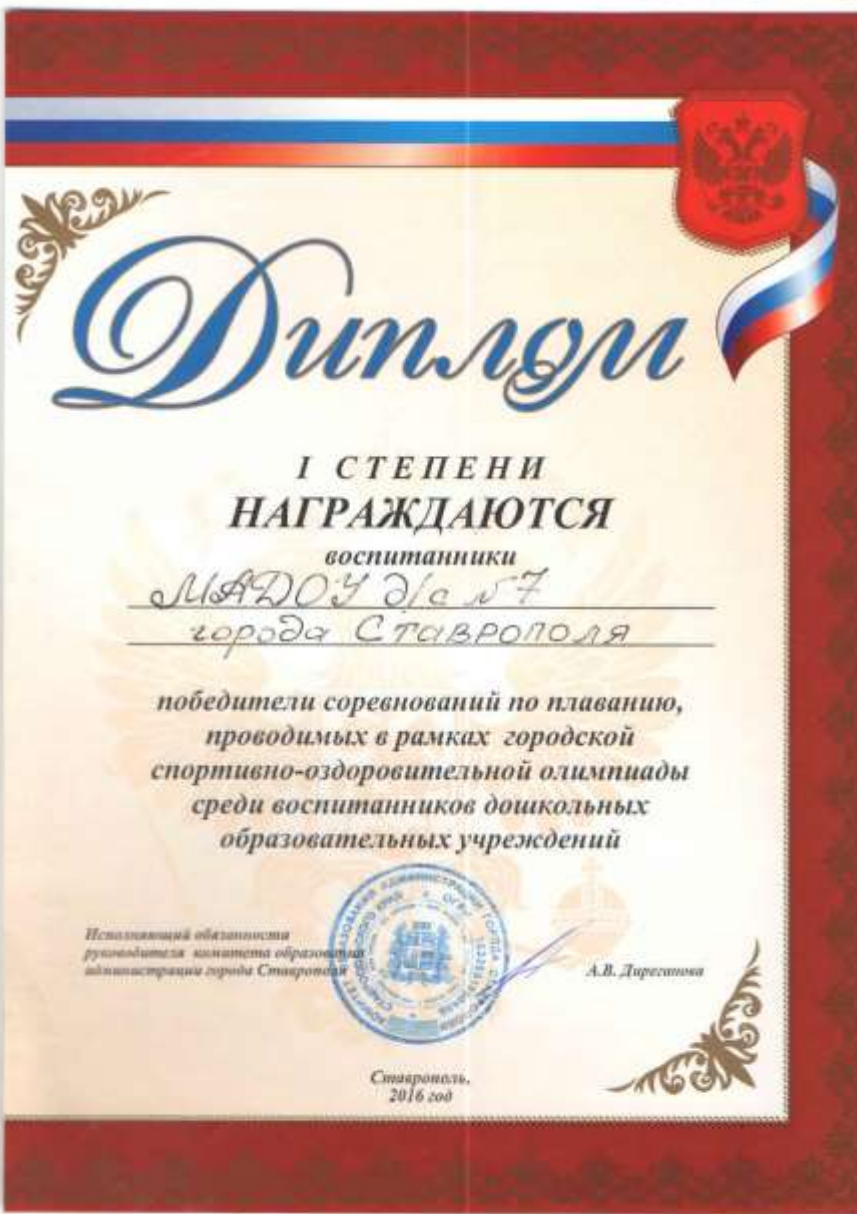 Диплом
I СТЕПЕНИ
НАГРАЖДАЮТСЯ
воспитанники
МАДОУ д/с №7
города Ставрополя
победители соревнований по плаванию,
проводимых в рамках городской
спортивно-оздоровительной олимпиады
среди воспитанников дошкольных
образовательных учреждений
Исполняющий обязанности
руководителя комитета образования
администрации города Ставрополя
А.В. Диреганова
Ставрополь,
2016 год